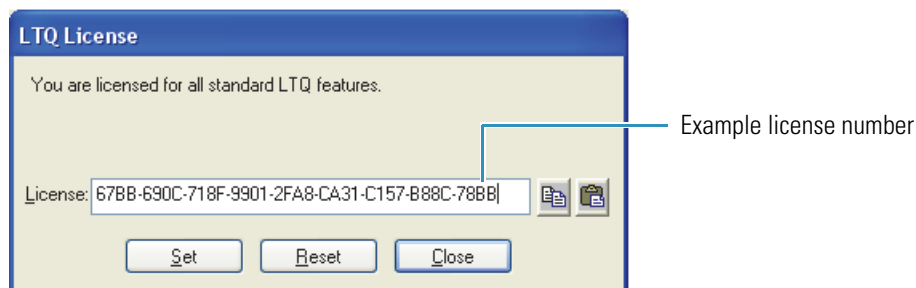 LTQ License
You are licensed for all standard LTQ features.
Example license number
License: 67BB-690C-718F-9901-2FA8-CA31-C157-B88C-78BB
Set Reset Close